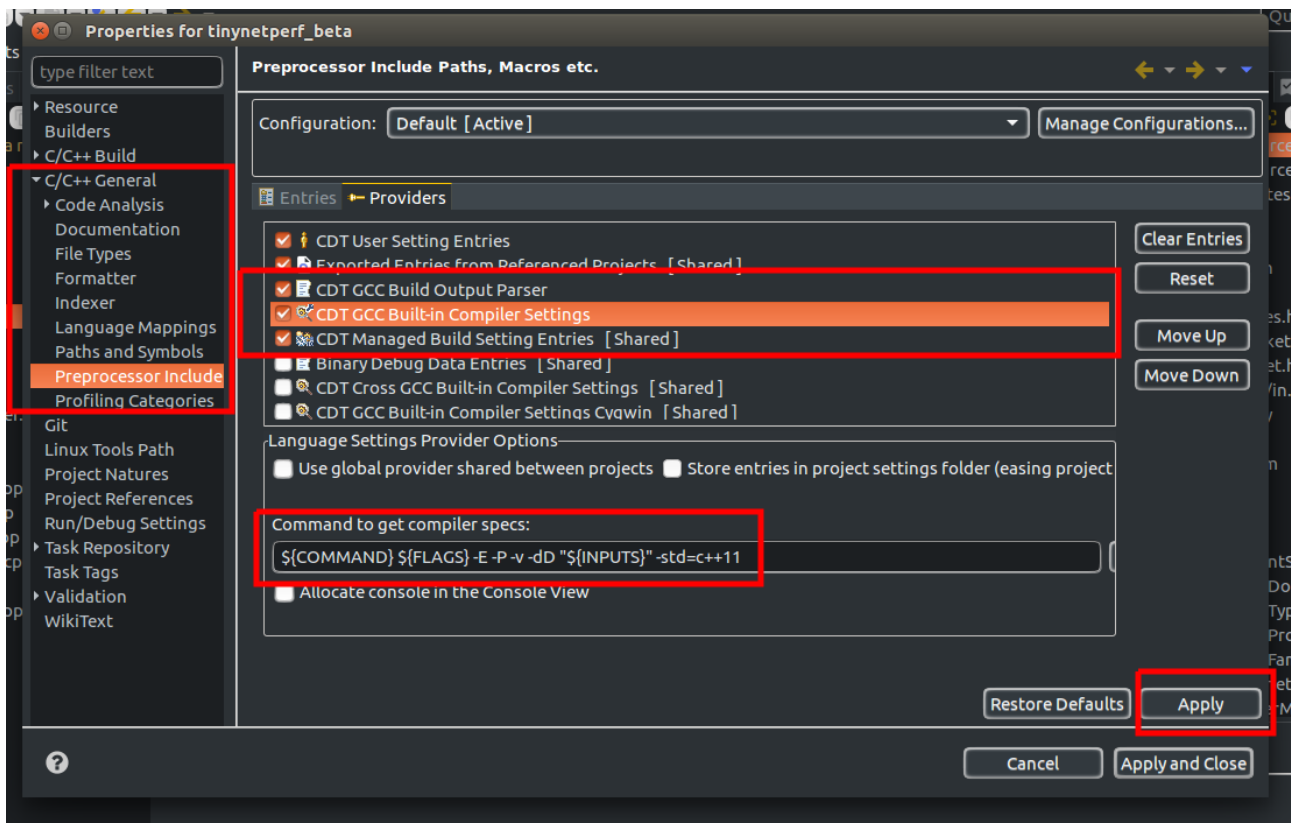 Properties for tinynetperf_beta
type filter text
Resource
Builders
C/C++ Build
C/C++ General
Code Analysis
Documentation
File Types
Formatter
Indexer
Language Mappings
Paths and Symbols
Preprocessor Include
Profiling Categories
Git
Linux Tools Path
Project Natures
Project References
Run/Debug Settings
Task Repository
Task Tags
Validation
WikiText
Preprocessor Include Paths, Macros etc.
Configuration: Default [ Active ] Manage Configurations...
Entries Providers
CDT User Setting Entries
Exported Entries from Referenced Projects [ Shared ]
CDT GCC Build Output Parser
CDT GCC Built-in Compiler Settings
CDT Managed Build Setting Entries [ Shared ]
Binary Debug Data Entries [ Shared ]
CDT Cross GCC Built-in Compiler Settings [ Shared ]
CDT GCC Built-in Compiler Settings Cygwin [ Shared ]
Clear Entries
Reset
Move Up
Move Down
Language Settings Provider Options
Use global provider shared between projects Store entries in project settings folder (easing project
Command to get compiler specs:
${COMMAND} ${FLAGS} -E -P -v -dD "${INPUTS}" -std=c++11
Allocate console in the Console View
Restore Defaults Apply
Cancel Apply and Close